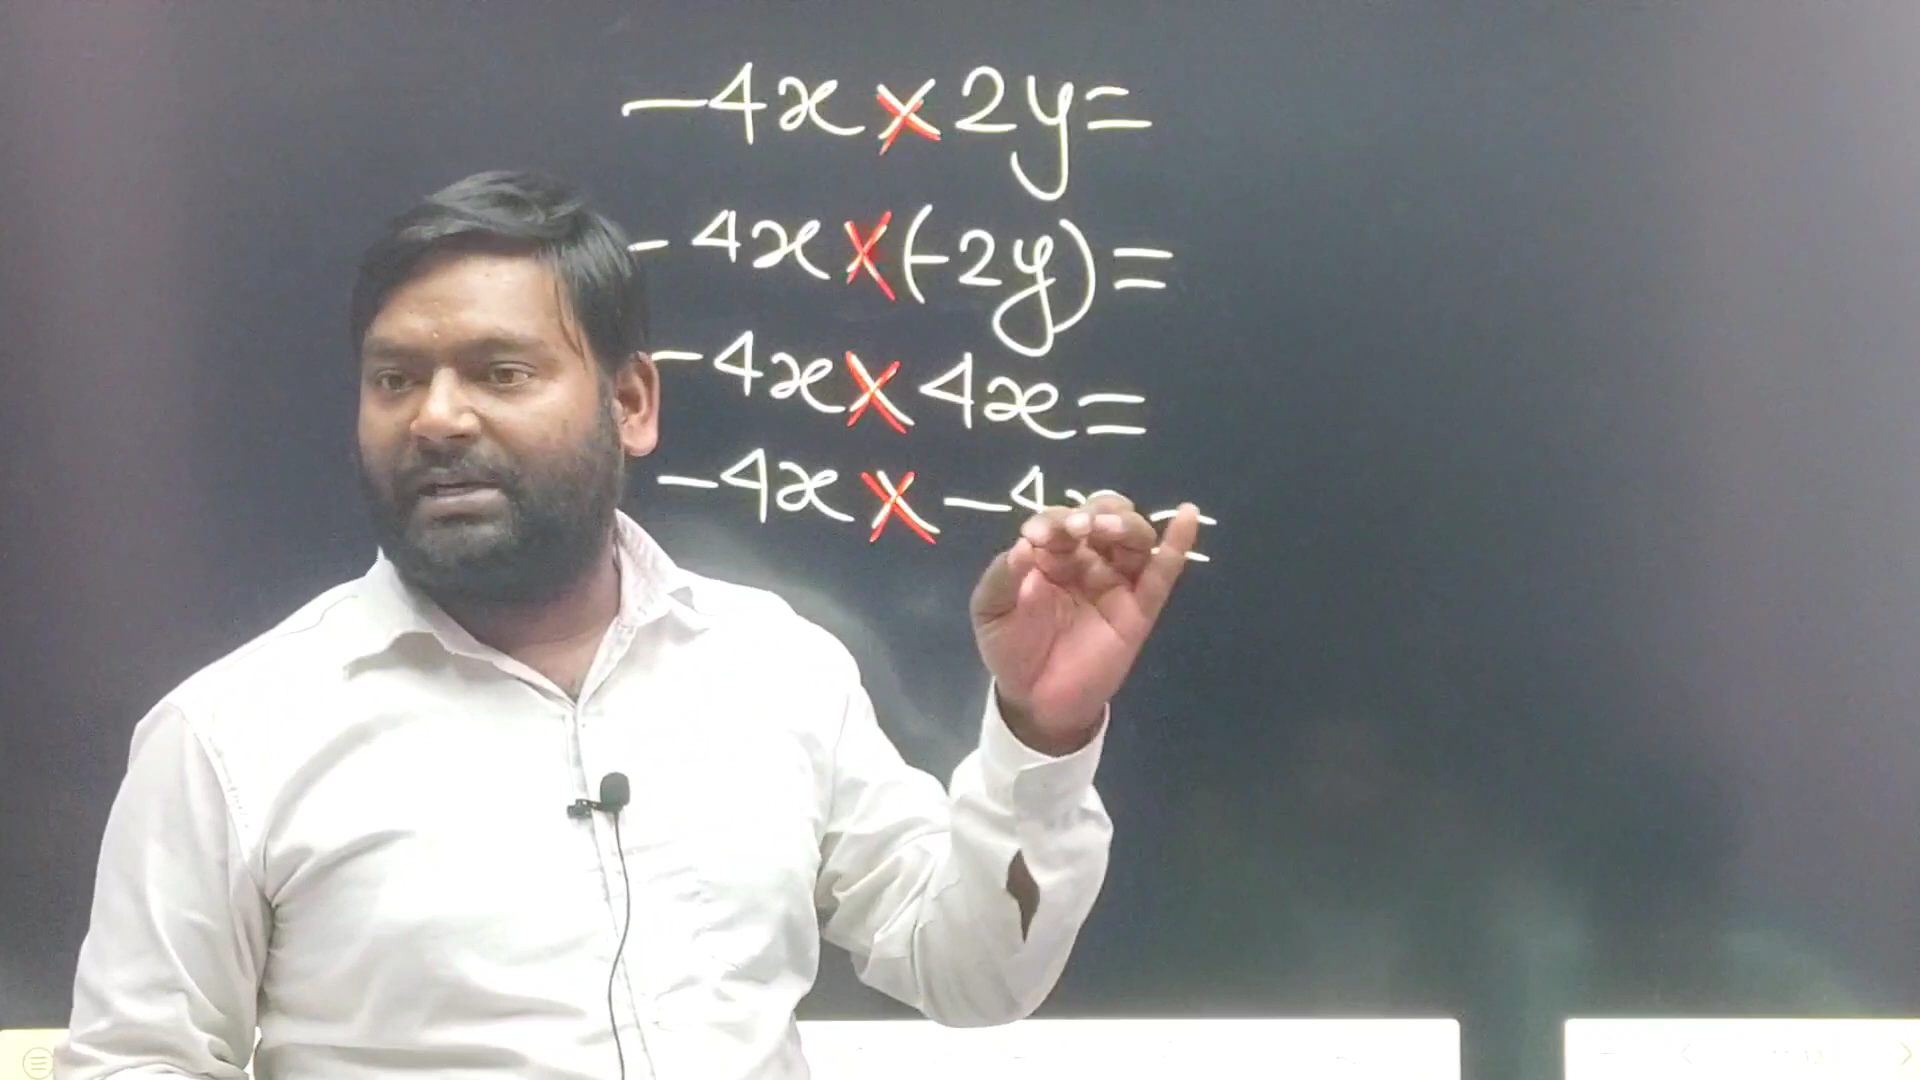 -4x × 2y =
-4x × (-2y) =
-4x × 4x =
-4x × -4 =